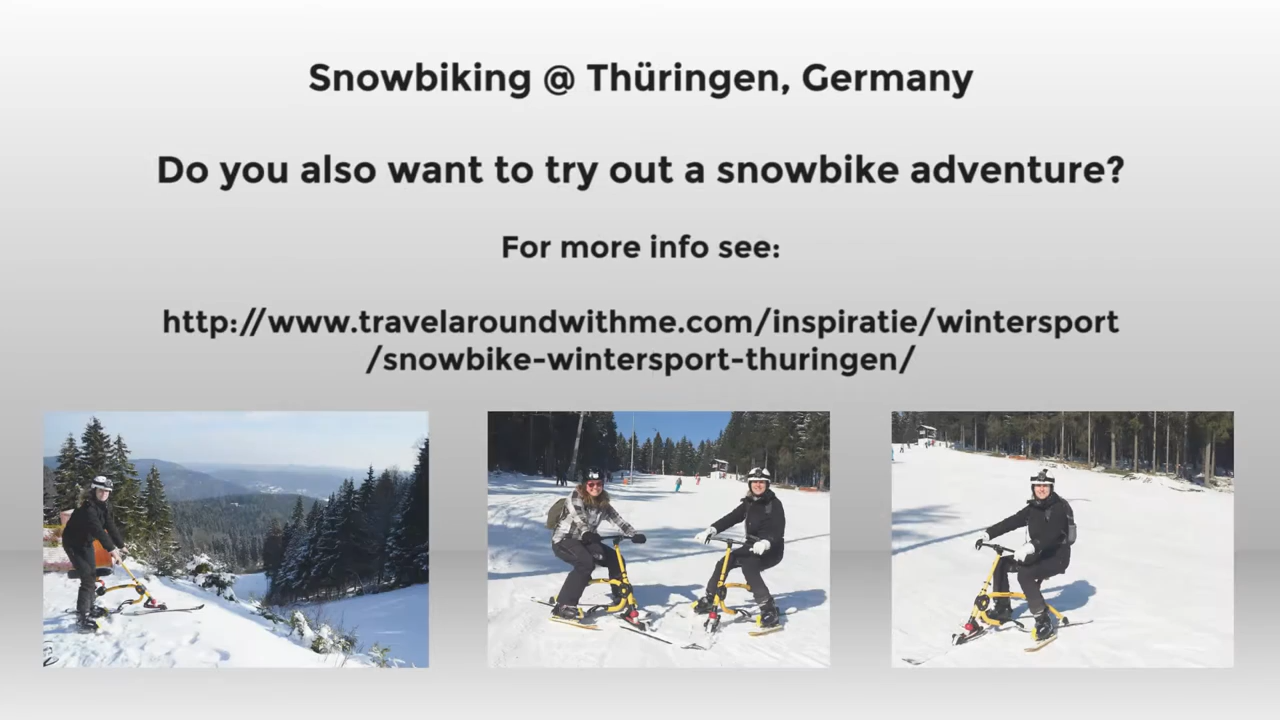 Snowbiking @ Thüringen, Germany
Do you also want to try out a snowbike adventure?
For more info see:
http://www.travelaroundwithme.com/inspiratie/wintersport
/snowbike-wintersport-thuringen/